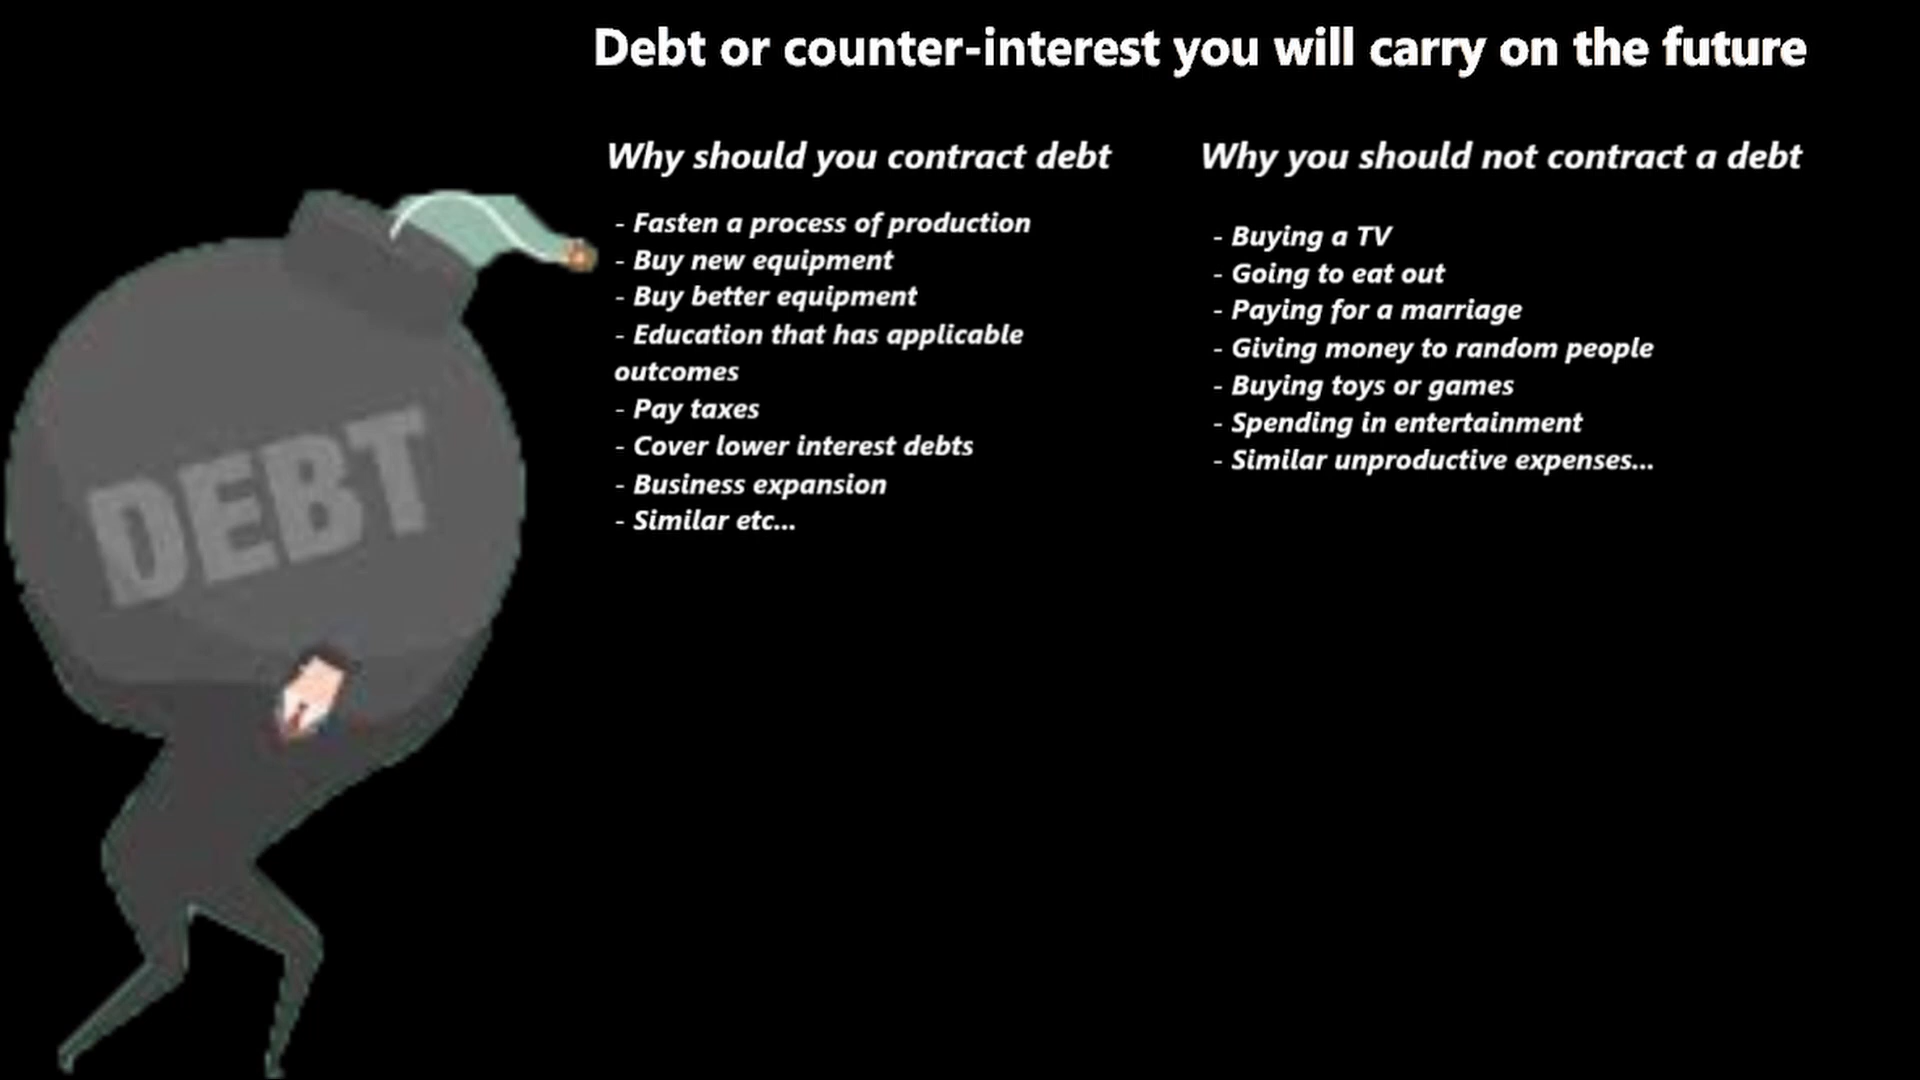 Debt or counter-interest you will carry on the future
Why should you contract debt
- Fasten a process of production
- Buy new equipment
- Buy better equipment
- Education that has applicable
outcomes
- Pay taxes
- Cover lower interest debts
- Business expansion
- Similar etc...
Why you should not contract a debt
- Buying a TV
- Going to eat out
- Paying for a marriage
- Giving money to random people
- Buying toys or games
- Spending in entertainment
- Similar unproductive expenses...
DEBT